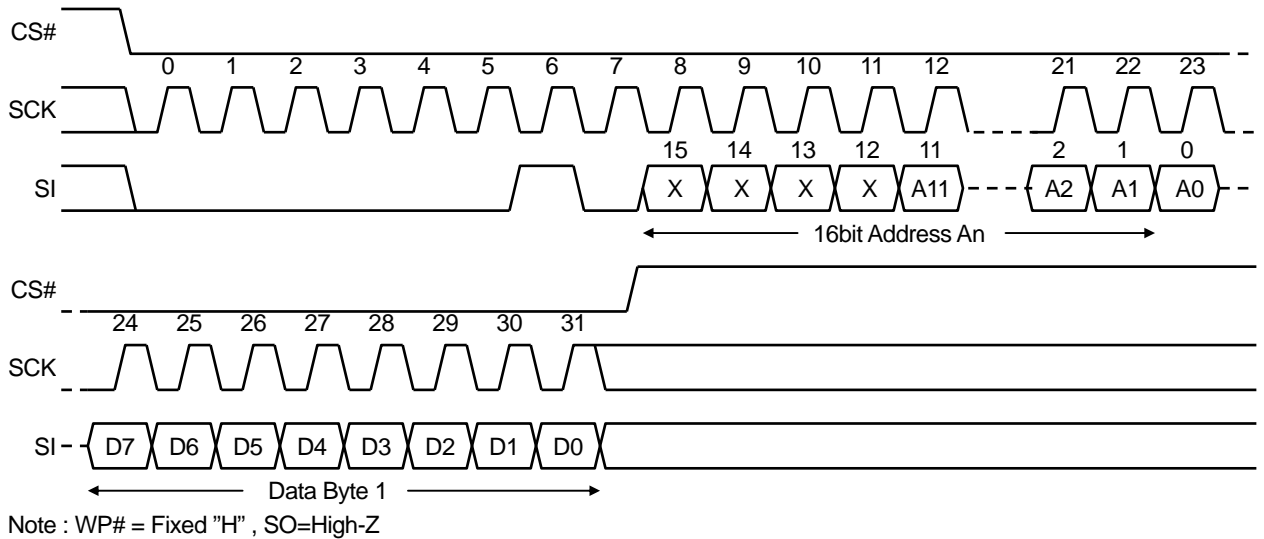 CS#
0 1 2 3 4 5 6 7 8 9 10 11 12 21 22 23
SCK
15 14 13 12 11 2 1 0
SI X X X X A11 A2 A1 A0
16bit Address An
CS#
24 25 26 27 28 29 30 31
SCK
SI D7 D6 D5 D4 D3 D2 D1 D0
Data Byte 1
Note : WP# = Fixed ”H” , SO=High-Z